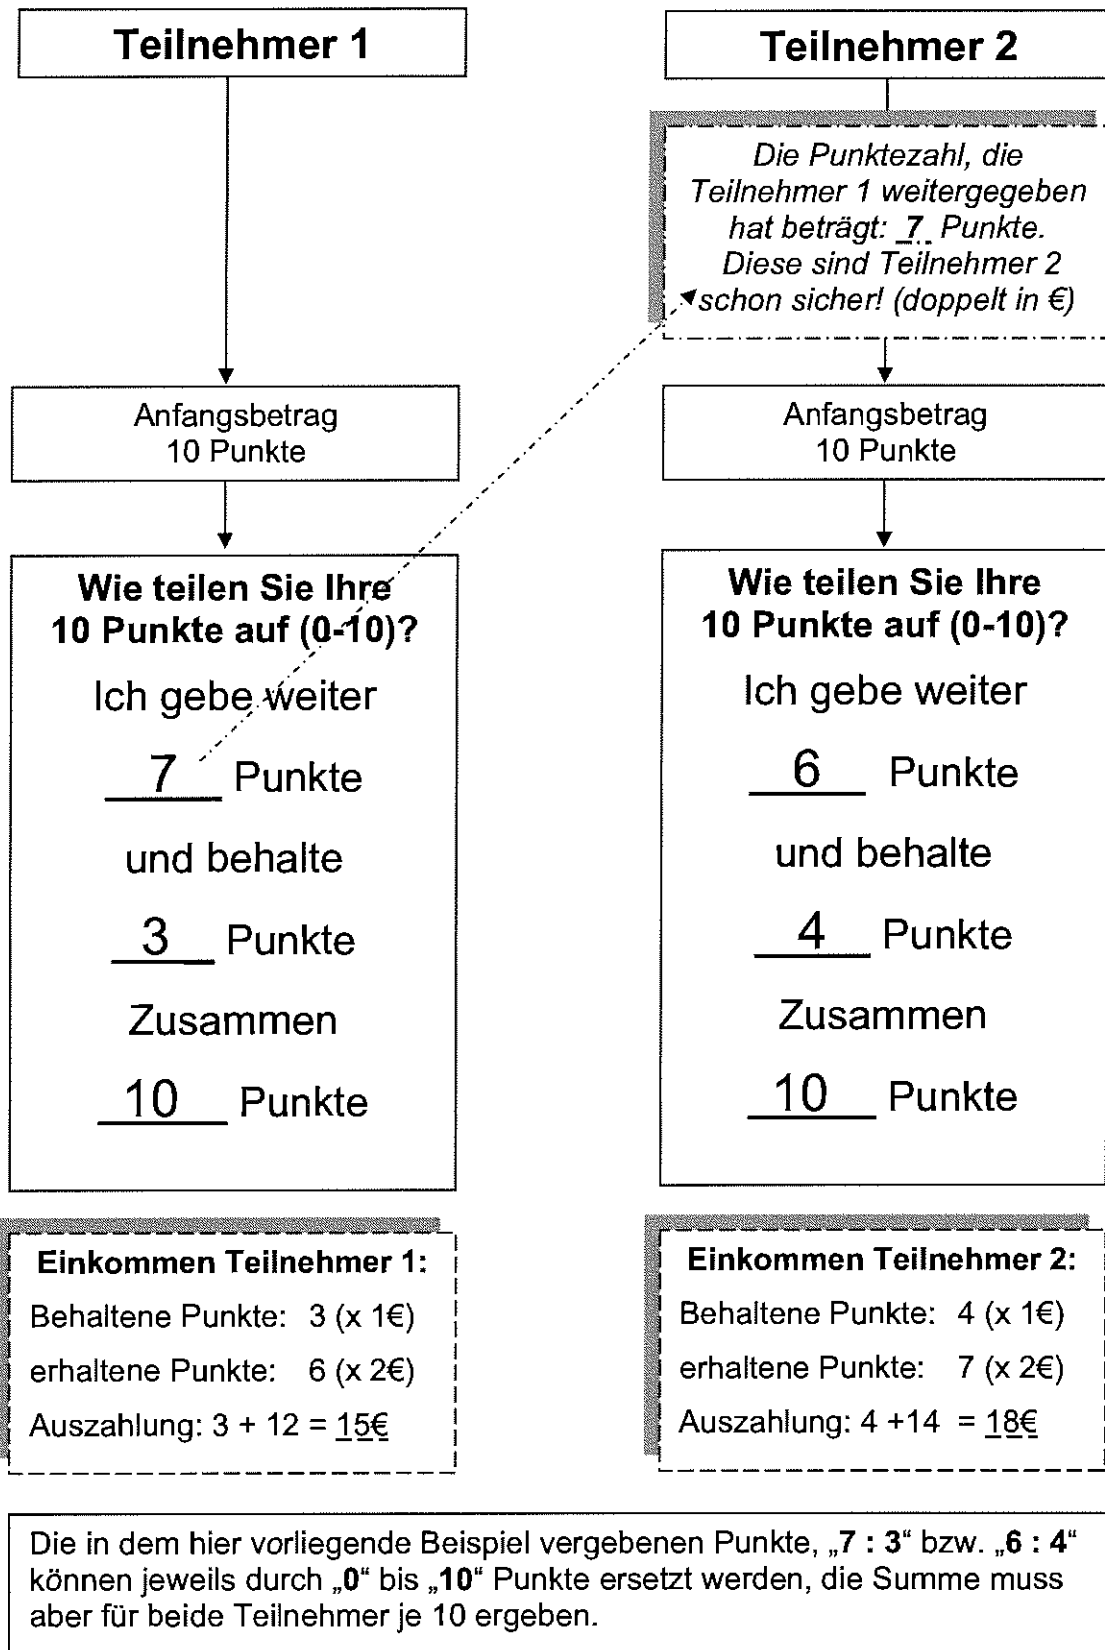 Teilnehmer 1
Anfangsbetrag
10 Punkte
Wie teilen Sie Ihre
10 Punkte auf (0-10)?
Ich gebe weiter
7 Punkte
und behalte
3 Punkte
Zusammen
10 Punkte
Einkommen Teilnehmer 1:
Behaltene Punkte: 3 (x 1€)
erhaltene Punkte: 6 (x 2€)
Auszahlung: 3 + 12 = 15€
Teilnehmer 2
Die Punktezahl, die
Teilnehmer 1 weitergegeben
hat beträgt: 7 Punkte.
Diese sind Teilnehmer 2
schon sicher! (doppelt in €)
Anfangsbetrag
10 Punkte
Wie teilen Sie Ihre
10 Punkte auf (0-10)?
Ich gebe weiter
6 Punkte
und behalte
4 Punkte
Zusammen
10 Punkte
Einkommen Teilnehmer 2:
Behaltene Punkte: 4 (x 1€)
erhaltene Punkte: 7 (x 2€)
Auszahlung: 4 +14 = 18€
Die in dem hier vorliegende Beispiel vergebenen Punkte, „7 : 3“ bzw. „6 : 4“
können jeweils durch „0“ bis „10“ Punkte ersetzt werden, die Summe muss
aber für beide Teilnehmer je 10 ergeben.